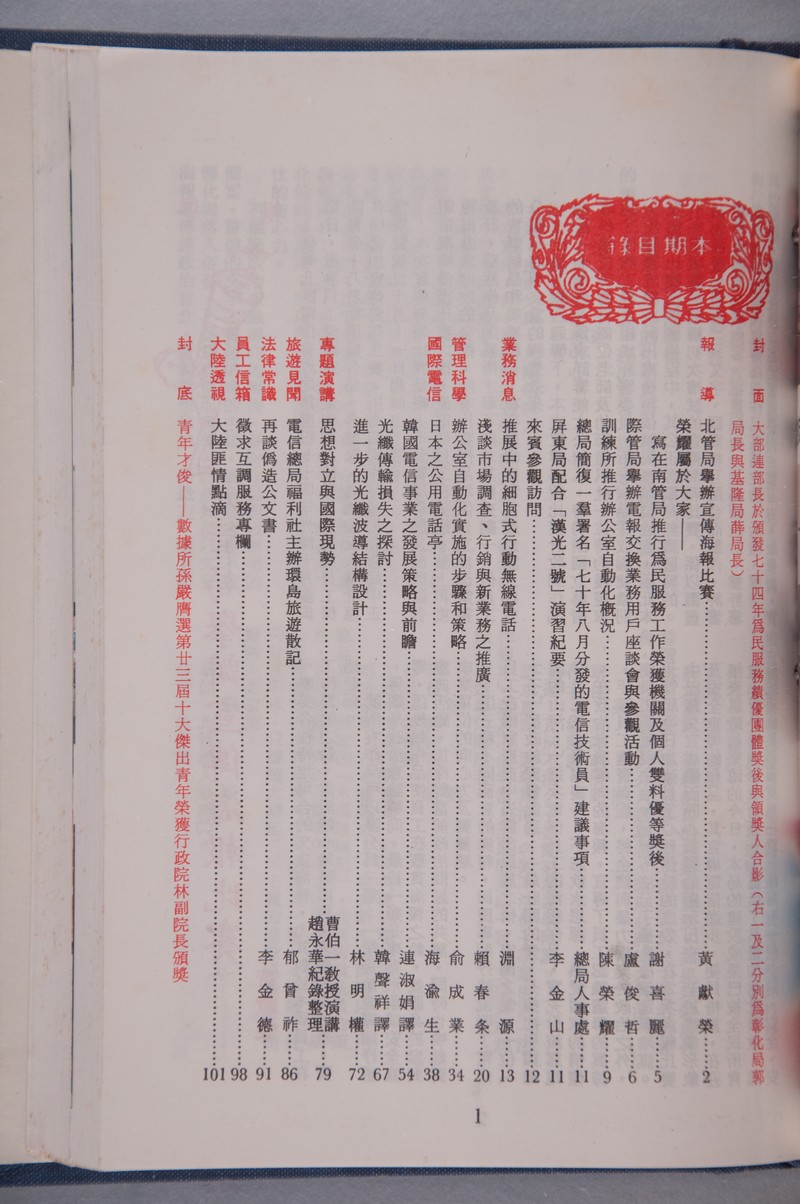 本期目錄
封面 大部連部長於頒發七十四年為民服務績優團體獎後與領獎人合影（右一及二分別為彰化局郭
局長與基隆局薛局長）
報導 北管局舉辦宣傳海報比賽……黃獻榮……2
榮耀屬於大家——
寫在南管局推行為民服務工作榮獲機關及個人雙料優等獎後……謝喜麗……5
際管局舉辦電報交換業務用戶座談會與參觀活動……盧俊哲……6
訓練所推行辦公室自動化概況……陳榮耀……9
總局簡復一羣署名「七十年八月分發的電信技術員」建議事項……總局人事處……11
屏東局配合「漢光二號」演習紀要……李金山……11
來賓參觀訪問……12
業務消息 推展中的細胞式行動無線電話……淵源……13
淺談市場調查、行銷與新業務之推廣……賴春条……20
管理科學 辦公室自動化實施的步驟和策略……俞成業……34
國際電信 日本之公用電話亭……海渝生……38
韓國電信事業之發展策略與前瞻……連淑娟譯……54
光纖傳輸損失之探討……韓聲祥譯……67
進一步的光纖波導結構設計……林明權……72
專題演講 思想對立與國際現勢……曹伯一教授演講
趙永華紀錄整理……79
旅遊見聞 電信總局福利社主辦環島旅遊散記……郁曾祚……86
法律常識 再談偽造公文書……李金德……91
員工信箱 徵求互調服務專欄……98
大陸透視 大陸匪情點滴……101
封底 青年才俊——數據所孫嚴膺選第廿三屆十大傑出青年榮獲行政院林副院長頒獎
1